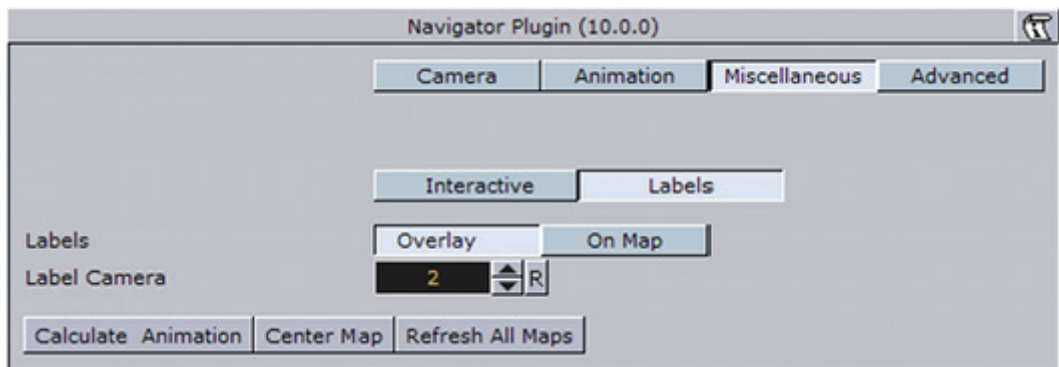 Navigator Plugin (10.0.0)
Camera Animation Miscellaneous Advanced
Interactive Labels
Labels Overlay On Map
Label Camera 2 R
Calculate Animation Center Map Refresh All Maps